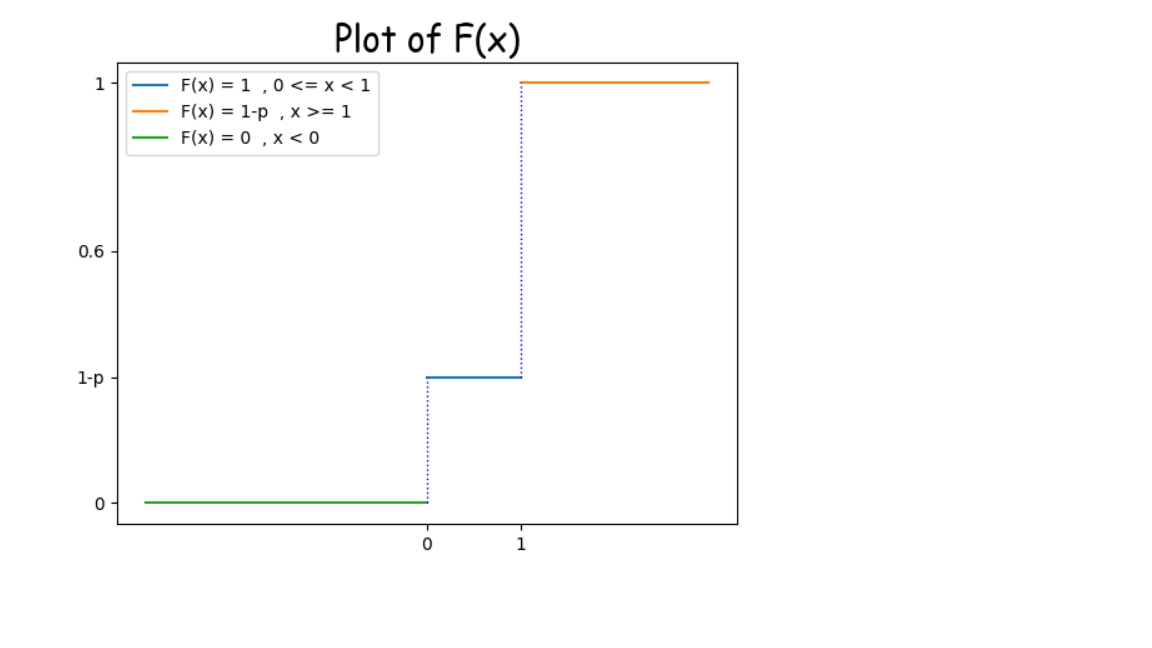 Plot of F(x)
F(x) = 1 , 0 <= x < 1
F(x) = 1-p , x >= 1
F(x) = 0 , x < 0
1
0.6
1-p
0
0 1